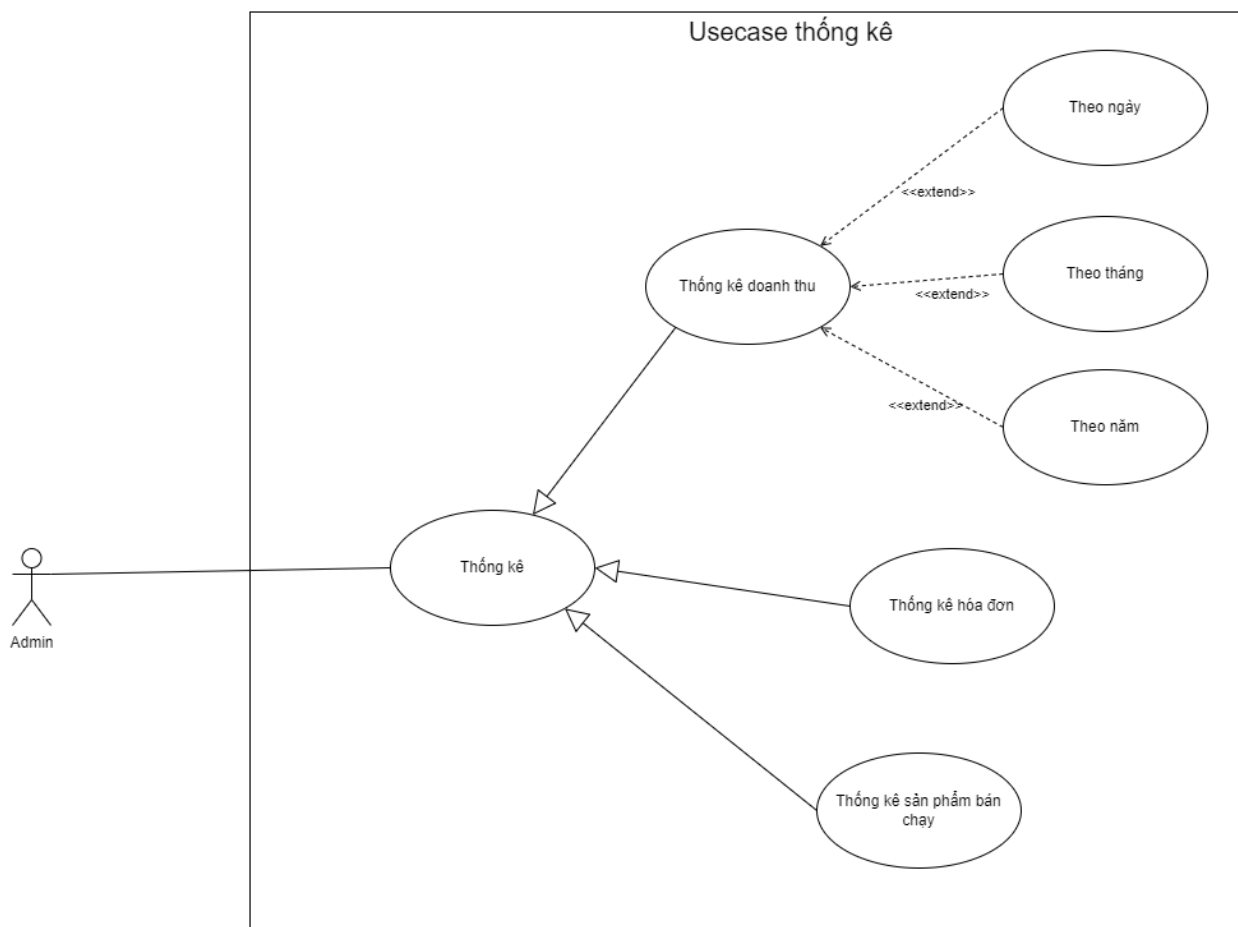 Usecase thống kê
Theo ngày
<<extend>>
Theo tháng
Thống kê doanh thu
<<extend>>
<<extend>>
Theo năm
Thống kê
Thống kê hóa đơn
Admin
Thống kê sản phẩm bán
chạy